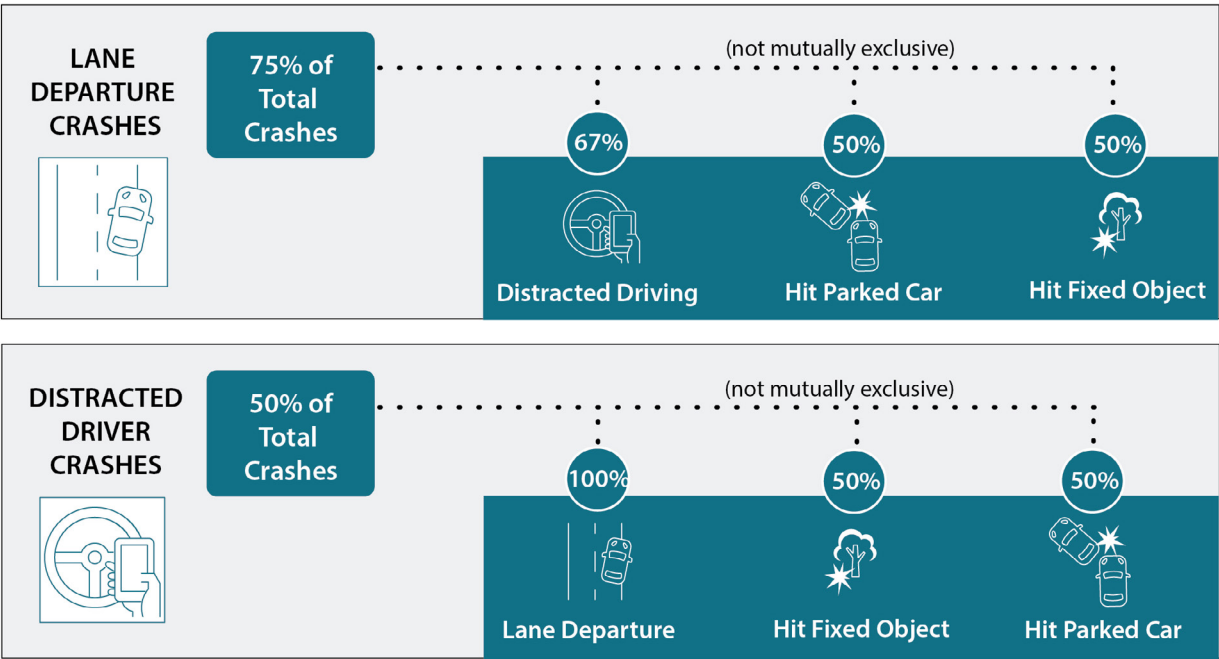 LANE
DEPARTURE
CRASHES
75% of
Total
Crashes
(not mutually exclusive)
67%
50%
50%
Distracted Driving
Hit Parked Car
Hit Fixed Object
DISTRACTED
DRIVER
CRASHES
50% of
Total
Crashes
(not mutually exclusive)
100%
50%
50%
Lane Departure
Hit Fixed Object
Hit Parked Car